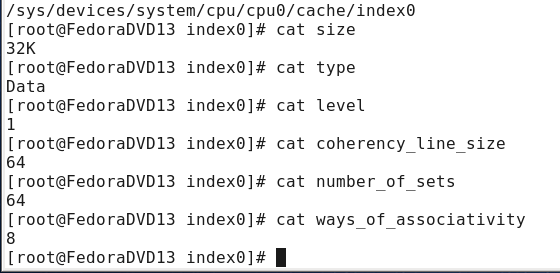 /sys/devices/system/cpu/cpu0/cache/index0
[root@FedoraDVD13 index0]# cat size
32K
[root@FedoraDVD13 index0]# cat type
Data
[root@FedoraDVD13 index0]# cat level
1
[root@FedoraDVD13 index0]# cat coherency_line_size
64
[root@FedoraDVD13 index0]# cat number_of_sets
64
[root@FedoraDVD13 index0]# cat ways_of_associativity
8
[root@FedoraDVD13 index0]#